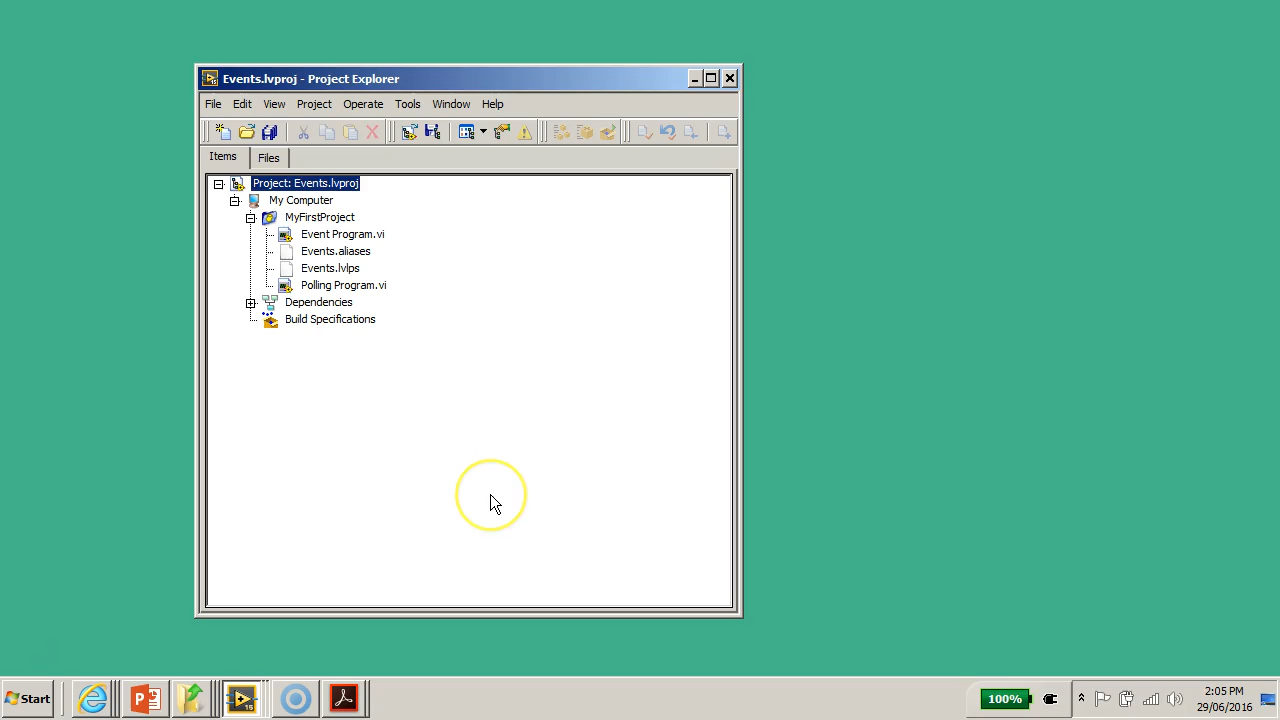 Events.lvproj - Project Explorer
File Edit View Project Operate Tools Window Help
Items Files
Project: Events.lvproj
My Computer
MyFirstProject
Event Program.vi
Events.aliases
Events.lvlps
Polling Program.vi
Dependencies
Build Specifications
Start
15
100%
2:05 PM
29/06/2016